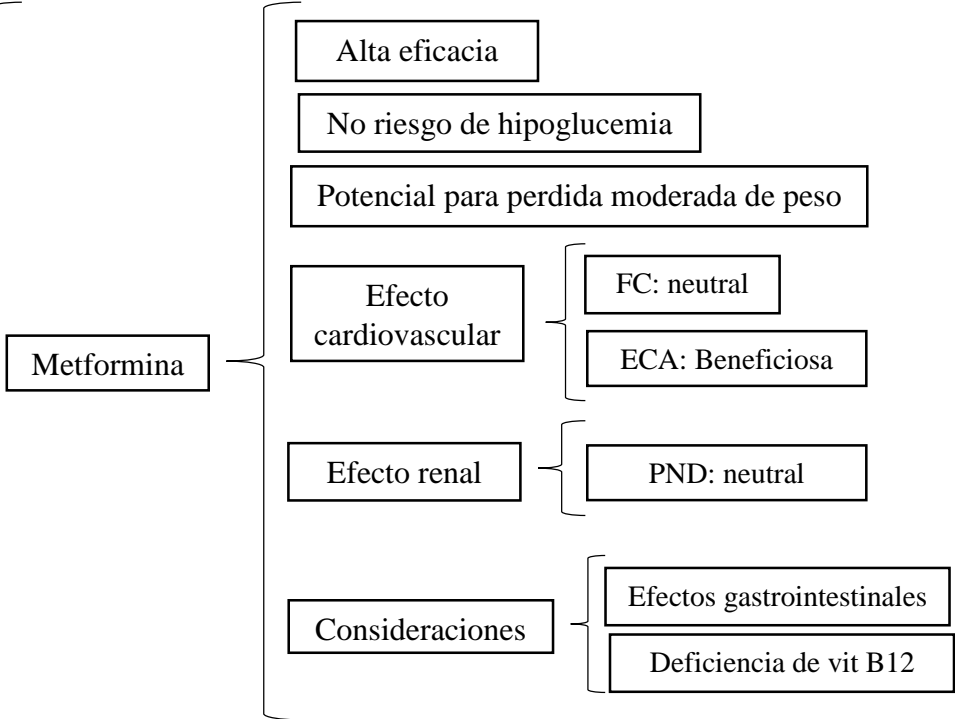 Metformina
Alta eficacia
No riesgo de hipoglucemia
Potencial para perdida moderada de peso
Efecto
cardiovascular
FC: neutral
ECA: Beneficiosa
Efecto renal
PND: neutral
Consideraciones
Efectos gastrointestinales
Deficiencia de vit B12